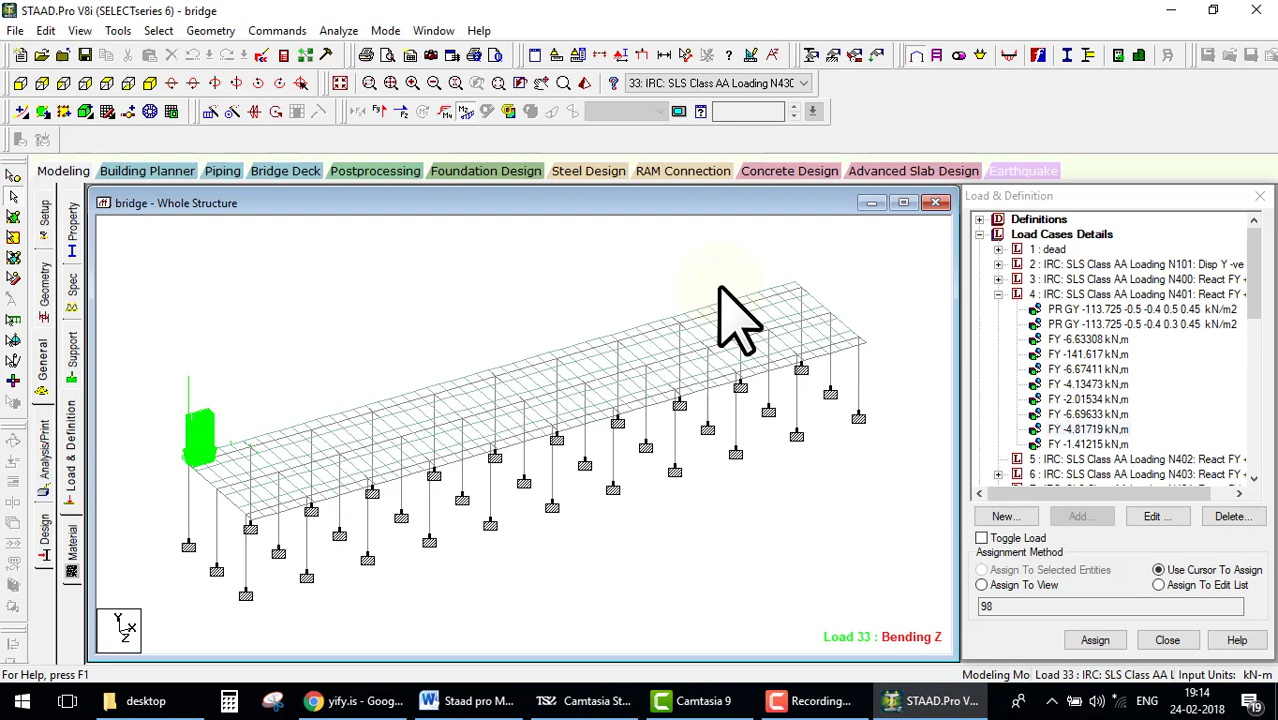 STAAD.Pro V8i (SELECTseries 6) - bridge
File Edit View Tools Select Geometry Commands Analyze Mode Window Help
33: IRC: SLS Class AA Loading N430
Modeling Building Planner Piping Bridge Deck Postprocessing Foundation Design Steel Design RAM Connection Concrete Design Advanced Slab Design Earthquake
bridge - Whole Structure
Load & Definition
Setup
Geometry
General
Analysis/Print
Design
Property
Spec
Support
Load & Definition
Material
Definitions
Load Cases Details
1 : dead
2 : IRC: SLS Class AA Loading N101: Disp Y -ve
3 : IRC: SLS Class AA Loading N400: React FY +
4 : IRC: SLS Class AA Loading N401: React FY +
PR GY -113.725 -0.5 -0.4 0.5 0.45 kN/m2
PR GY -113.725 -0.5 -0.4 0.3 0.45 kN/m2
FY -6.63308 kN,m
FY -141.617 kN,m
FY -6.67411 kN,m
FY -4.13473 kN,m
FY -2.01534 kN,m
FY -6.69633 kN,m
FY -4.81719 kN,m
FY -1.41215 kN,m
5 : IRC: SLS Class AA Loading N402: React FY +
6 : IRC: SLS Class AA Loading N403: React FY +
New... Add... Edit ... Delete...
Toggle Load
Assignment Method
Assign To Selected Entities Use Cursor To Assign
Assign To View Assign To Edit List
98
Assign Close Help
Y
X
Z
Load 33 : Bending Z
For Help, press F1
Modeling Mo Load 33 : IRC: SLS Class AA L Input Units: kN-m
desktop yify.is - Goog... Staad pro M... Camtasia St... Camtasia 9 Recording... STAAD.Pro V... ENG 19:14
24-02-2018
19